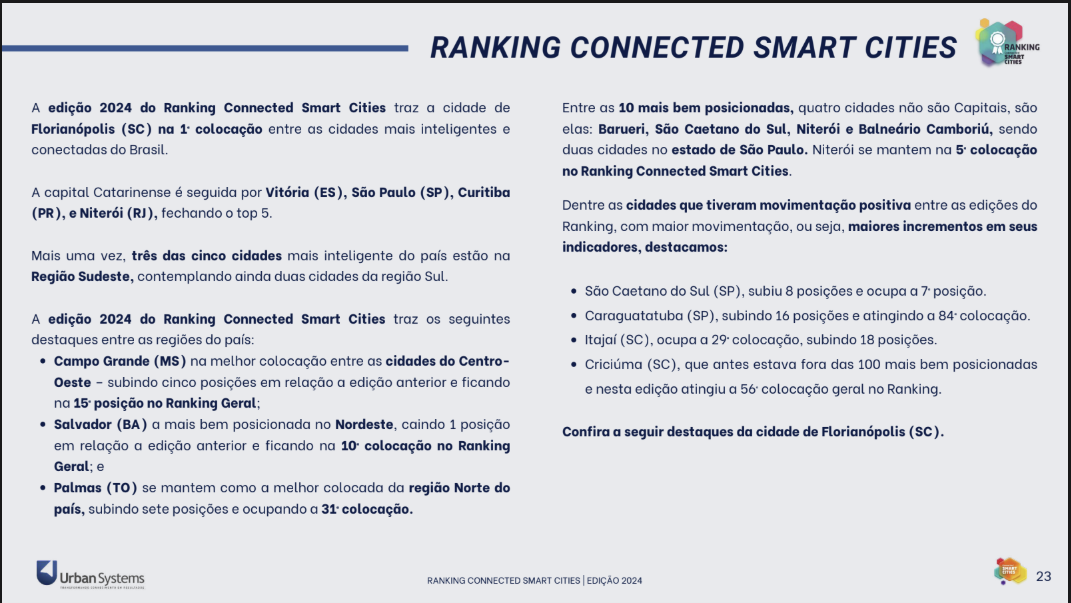 RANKING CONNECTED SMART CITIES
RANKING
SMART
CITIES
A edição 2024 do Ranking Connected Smart Cities traz a cidade de
Florianópolis (SC) na 1ª colocação entre as cidades mais inteligentes e
conectadas do Brasil.
A capital Catarinense é seguida por Vitória (ES), São Paulo (SP), Curitiba
(PR), e Niterói (RJ), fechando o top 5.
Mais uma vez, três das cinco cidades mais inteligente do país estão na
Região Sudeste, contemplando ainda duas cidades da região Sul.
A edição 2024 do Ranking Connected Smart Cities traz os seguintes
destaques entre as regiões do país:
• Campo Grande (MS) na melhor colocação entre as cidades do Centro-
Oeste – subindo cinco posições em relação a edição anterior e ficando
na 15ª posição no Ranking Geral;
• Salvador (BA) a mais bem posicionada no Nordeste, caindo 1 posição
em relação a edição anterior e ficando na 10ª colocação no Ranking
Geral; e
• Palmas (TO) se mantem como a melhor colocada da região Norte do
país, subindo sete posições e ocupando a 31ª colocação.
Entre as 10 mais bem posicionadas, quatro cidades não são Capitais, são
elas: Barueri, São Caetano do Sul, Niterói e Balneário Camboriú, sendo
duas cidades no estado de São Paulo. Niterói se mantem na 5ª colocação
no Ranking Connected Smart Cities.
Dentre as cidades que tiveram movimentação positiva entre as edições do
Ranking, com maior movimentação, ou seja, maiores incrementos em seus
indicadores, destacamos:
• São Caetano do Sul (SP), subiu 8 posições e ocupa a 7ª posição.
• Caraguatatuba (SP), subindo 16 posições e atingindo a 84ª colocação.
• Itajaí (SC), ocupa a 29ª colocação, subindo 18 posições.
• Criciúma (SC), que antes estava fora das 100 mais bem posicionadas
e nesta edição atingiu a 56ª colocação geral no Ranking.
Confira a seguir destaques da cidade de Florianópolis (SC).
Urban Systems
RANKING CONNECTED SMART CITIES | EDIÇÃO 2024
SMART
CITIES
23